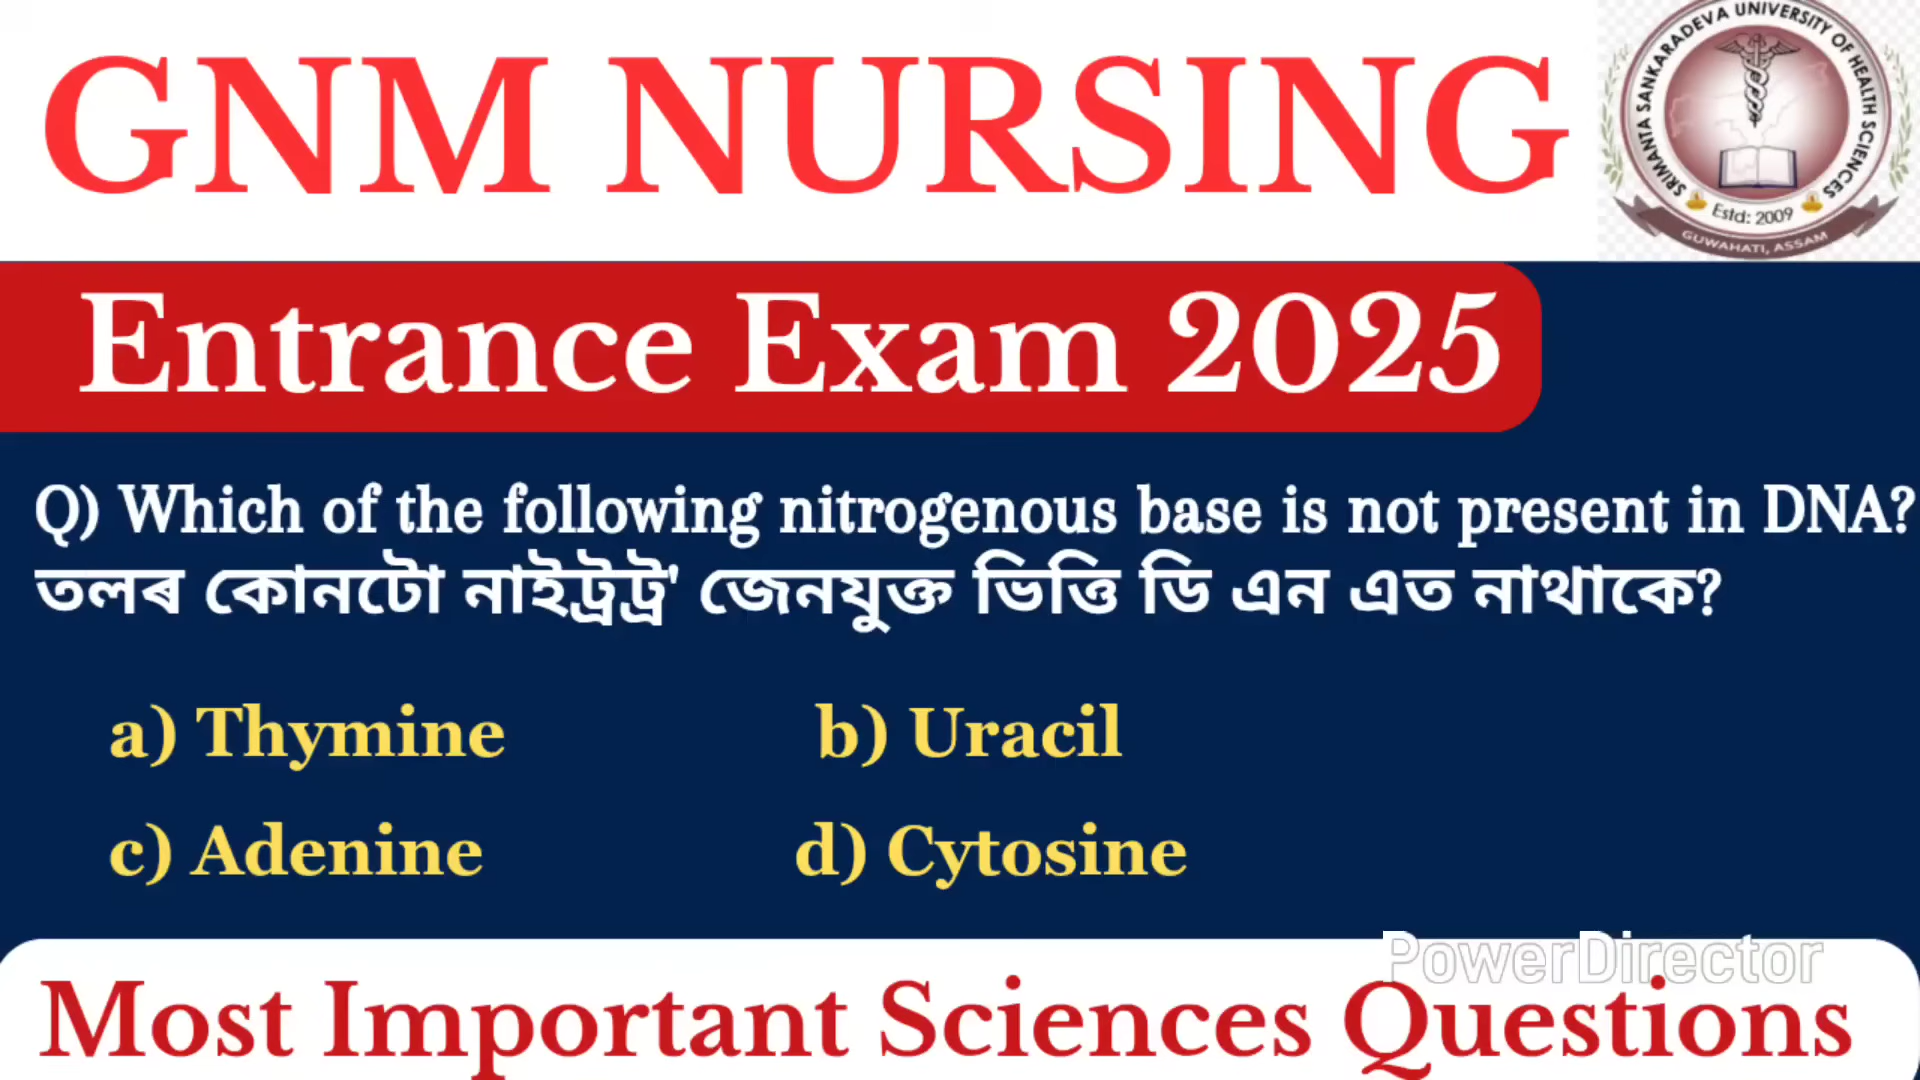 GNM NURSING
SRIMANTA SANKARADEVA UNIVERSITY OF HEALTH SCIENCES
Estd: 2009
GUWAHATI, ASSAM
Entrance Exam 2025
Q) Which of the following nitrogenous base is not present in DNA?
তলৰ কোনটো নাইট্ৰট্ৰ' জেনযুক্ত ভিত্তি ডি এন এত নাথাকে?
a) Thymine b) Uracil
c) Adenine d) Cytosine
PowerDirector
Most Important Sciences Questions